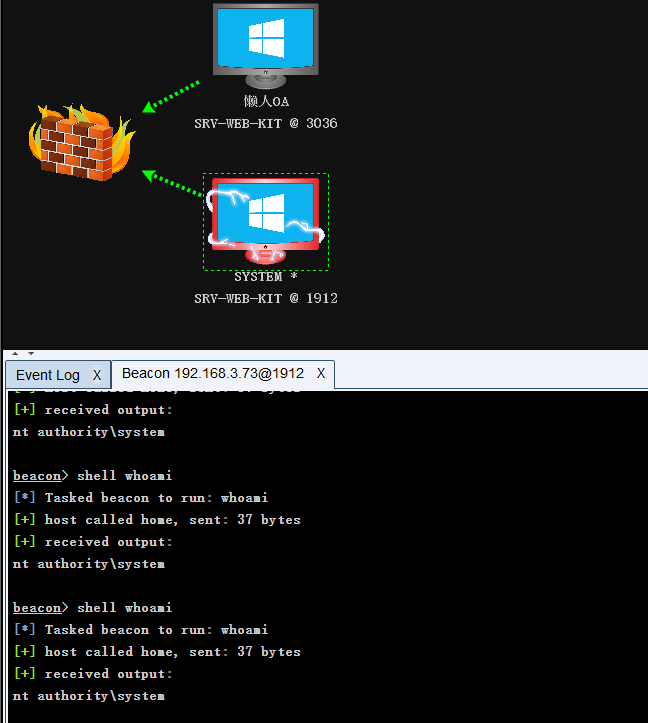 懒人OA
SRV-WEB-KIT @ 3036
SYSTEM *
SRV-WEB-KIT @ 1912
Event Log X
Beacon 192.168.3.73@1912 X
[+] received output:
nt authority\system
beacon> shell whoami
[*] Tasked beacon to run: whoami
[+] host called home, sent: 37 bytes
[+] received output:
nt authority\system
beacon> shell whoami
[*] Tasked beacon to run: whoami
[+] host called home, sent: 37 bytes
[+] received output:
nt authority\system